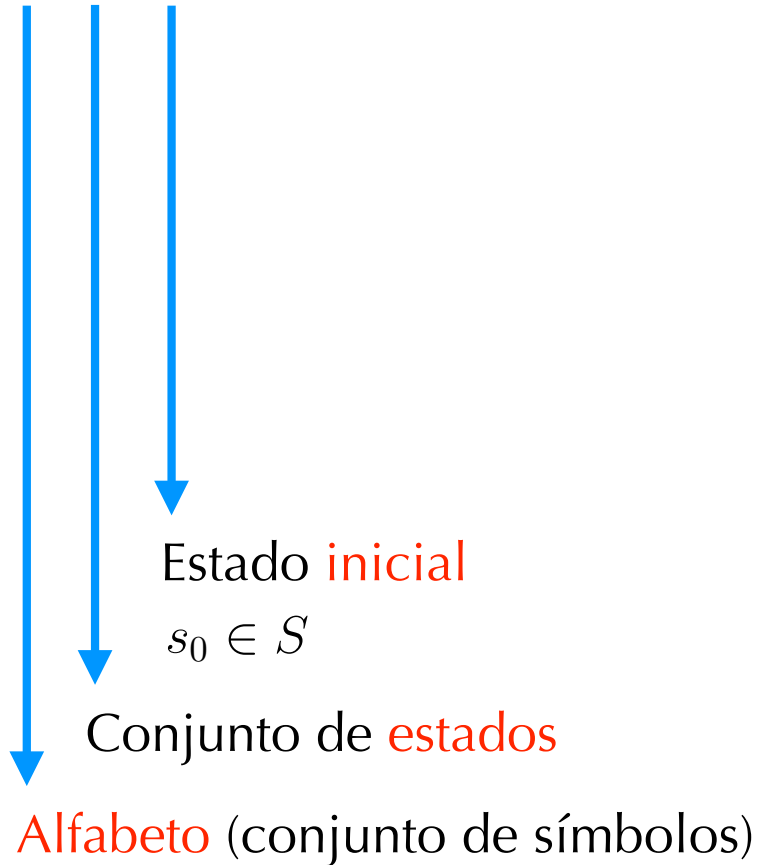 Estado inicial
s₀ ∈ S
Conjunto de estados
Alfabeto (conjunto de símbolos)